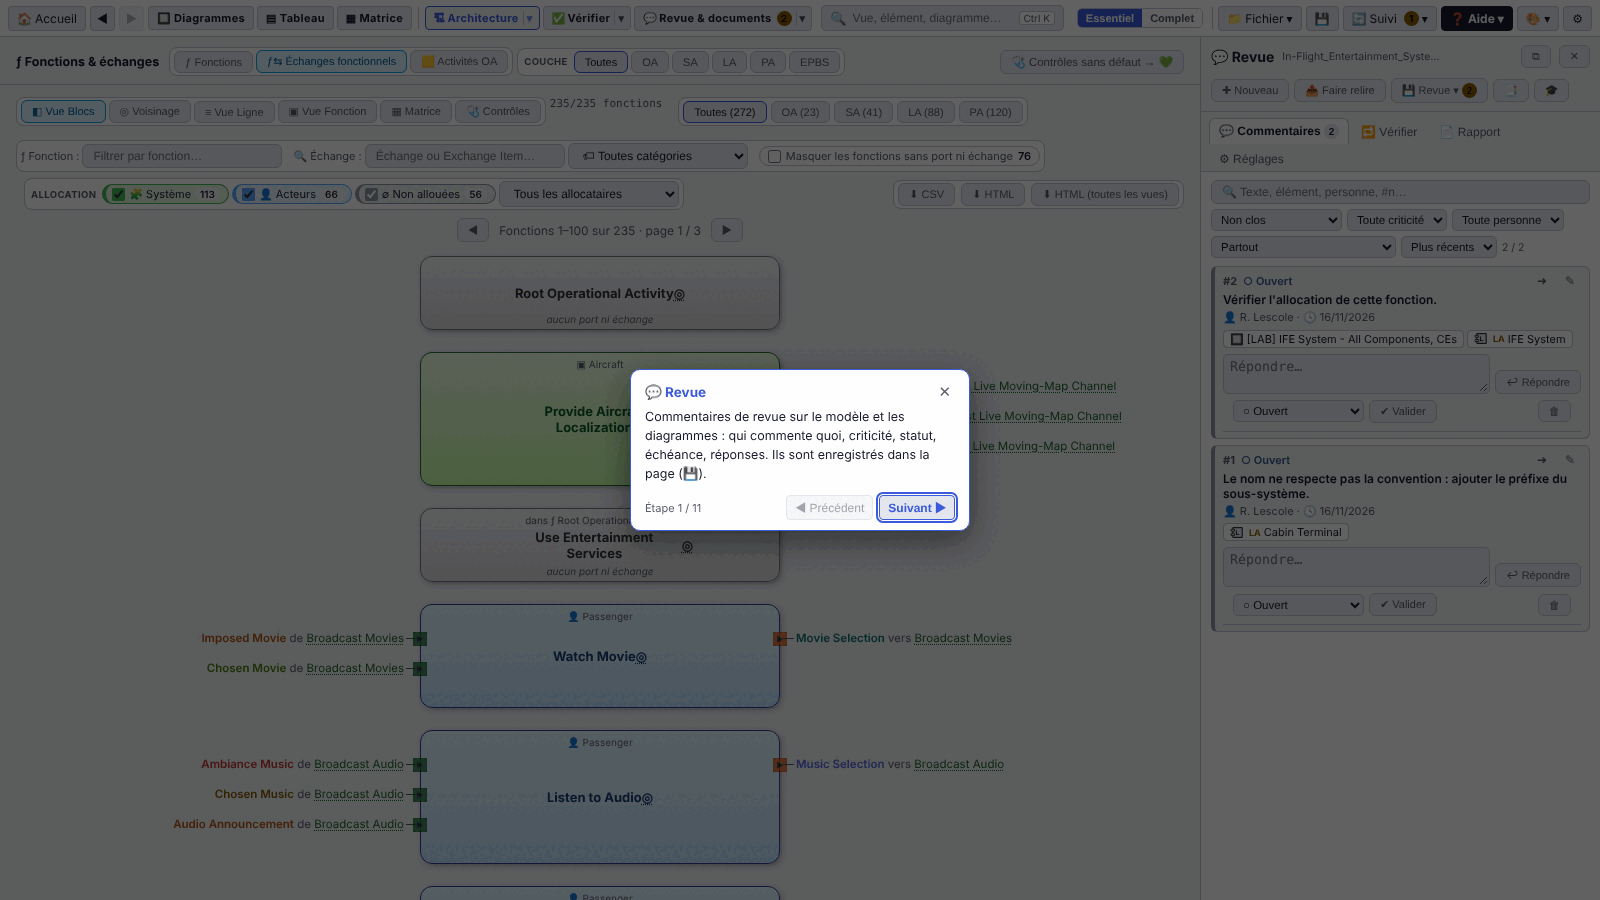 🏠 Accueil ◀ ▶ 🔲 Diagrammes ▤ Tableau ▦ Matrice 🏗 Architecture ▾ ✅ Vérifier ▾ 💬 Revue & documents 2 ▾ 🔍 Vue, élément, diagramme… Ctrl K Essentiel Complet 📁 Fichier ▾ 💾 🔄 Suivi 1 ▾ ❓ Aide ▾ 🎨 ▾ ⚙
ƒ Fonctions & échanges ƒ Fonctions ƒ⇆ Échanges fonctionnels 🟨 Activités OA COUCHE Toutes OA SA LA PA EPBS 🩺 Contrôles sans défaut → 💚
◧ Vue Blocs ◎ Voisinage ≡ Vue Ligne ▣ Vue Fonction ▦ Matrice 🩺 Contrôles 235/235 fonctions Toutes (272) OA (23) SA (41) LA (88) PA (120)
ƒ Fonction : Filtrer par fonction… 🔍 Échange : Échange ou Exchange Item… 🏷 Toutes catégories Masquer les fonctions sans port ni échange 76
ALLOCATION 🧩 Système 113 👤 Acteurs 66 ⌀ Non allouées 56 Tous les allocataires ⬇ CSV ⬇ HTML ⬇ HTML (toutes les vues)
◀ Fonctions 1–100 sur 235 · page 1 / 3 ▶
Root Operational Activity◎
aucun port ni échange
▣ Aircraft
Provide Aircra
Localization
Live Moving-Map Channel
st Live Moving-Map Channel
Live Moving-Map Channel
dans ƒ Root Operation
Use Entertainment
Services ◎
aucun port ni échange
👤 Passenger
Imposed Movie de Broadcast Movies
Chosen Movie de Broadcast Movies
Watch Movie◎
Movie Selection vers Broadcast Movies
👤 Passenger
Ambiance Music de Broadcast Audio
Chosen Music de Broadcast Audio
Audio Announcement de Broadcast Audio
Listen to Audio◎
Music Selection vers Broadcast Audio
💬 Revue ✕
Commentaires de revue sur le modèle et les
diagrammes : qui commente quoi, criticité, statut,
échéance, réponses. Ils sont enregistrés dans la
page (💾).
Étape 1 / 11 ◀ Précédent Suivant ▶
💬 Revue In-Flight_Entertainment_Syste… ⧉ ✕
✚ Nouveau 📤 Faire relire 💾 Revue ▾ 2 📑 🎓
💬 Commentaires 2 🔁 Vérifier 📄 Rapport
⚙ Réglages
🔍 Texte, élément, personne, #n…
Non clos Toute criticité Toute personne
Partout Plus récents 2 / 2
#2 ○ Ouvert ➜ ✎
Vérifier l'allocation de cette fonction.
👤 R. Lescole · 🕓 16/11/2026
🔲 [LAB] IFE System - All Components, CEs LA IFE System
Répondre…
↩ Répondre
○ Ouvert ✔ Valider 🗑
#1 ○ Ouvert ➜ ✎
Le nom ne respecte pas la convention : ajouter le préfixe du
sous-système.
👤 R. Lescole · 🕓 16/11/2026
LA Cabin Terminal
Répondre…
↩ Répondre
○ Ouvert ✔ Valider 🗑